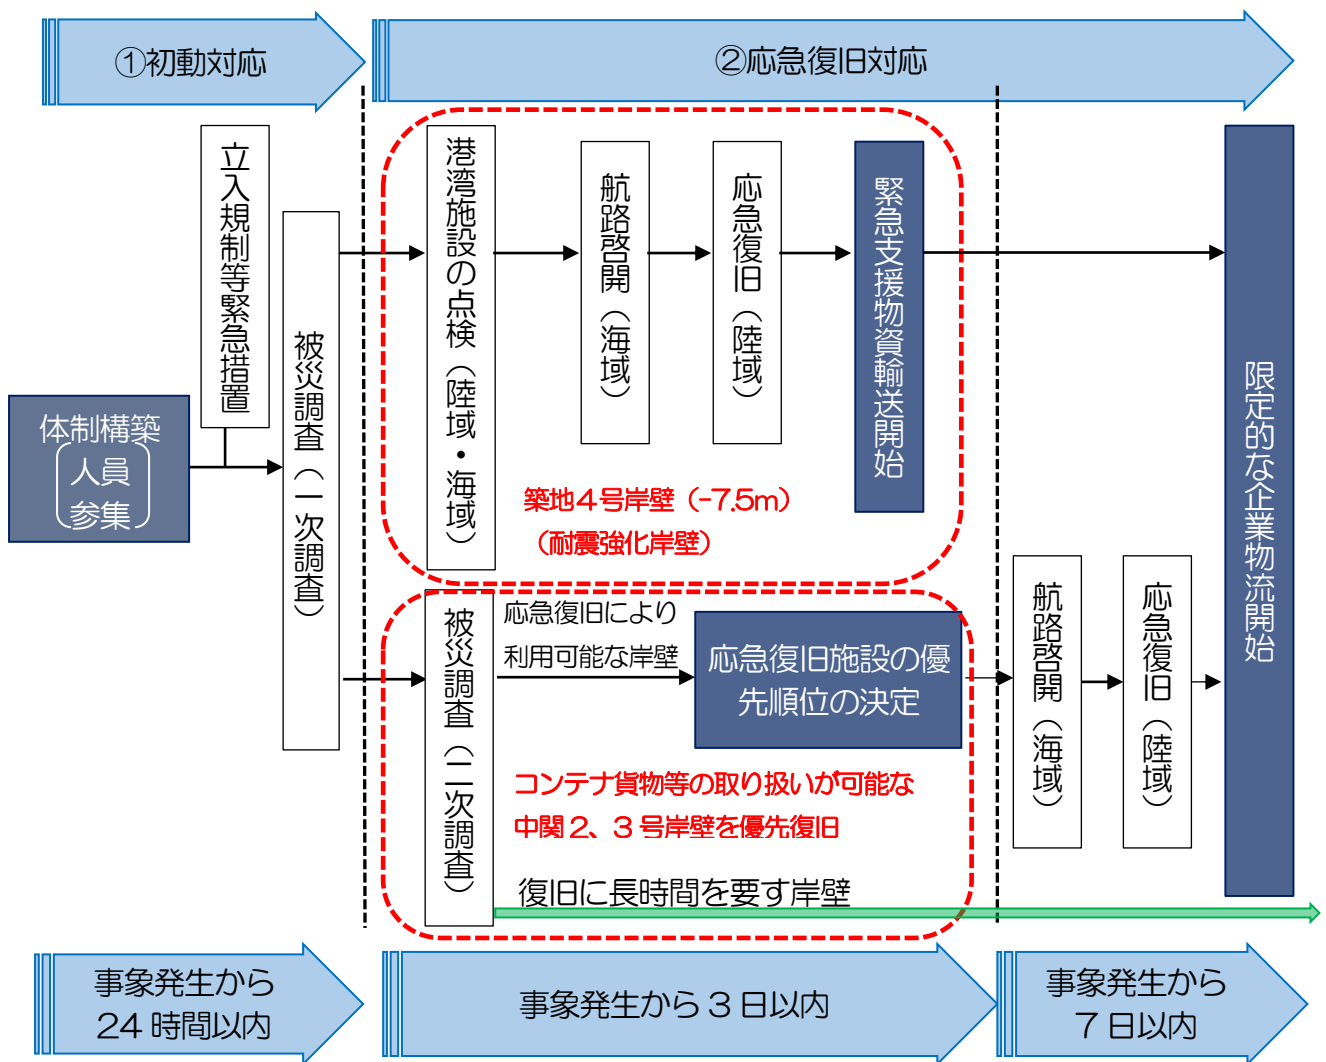 ①初動対応
②応急復旧対応
立入規制等緊急措置
体制構築
人員
参集
被災調査（一次調査）
港湾施設の点検（陸域・海域）
航路啓開（海域）
応急復旧（陸域）
緊急支援物資輸送開始
築地４号岸壁（-7.5m）
（耐震強化岸壁）
被災調査（二次調査）
応急復旧により
利用可能な岸壁
応急復旧施設の優
先順位の決定
コンテナ貨物等の取り扱いが可能な
中関２、３号岸壁を優先復旧
復旧に長時間を要す岸壁
航路啓開（海域）
応急復旧（陸域）
限定的な企業物流開始
事象発生から
24 時間以内
事象発生から 3 日以内
事象発生から
7 日以内